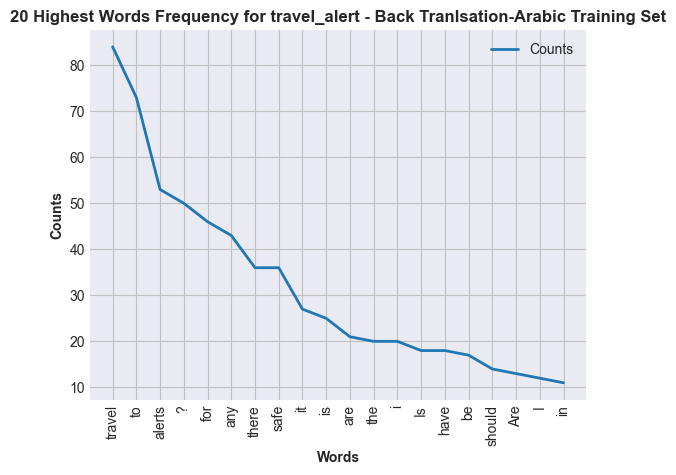 20 Highest Words Frequency for travel_alert - Back Tranlsation-Arabic Training Set
Counts
80
70
60
50
40
30
20
10
Counts
travel
to
alerts
?
for
any
there
safe
it
is
are
the
i
Is
have
be
should
Are
I
in
Words